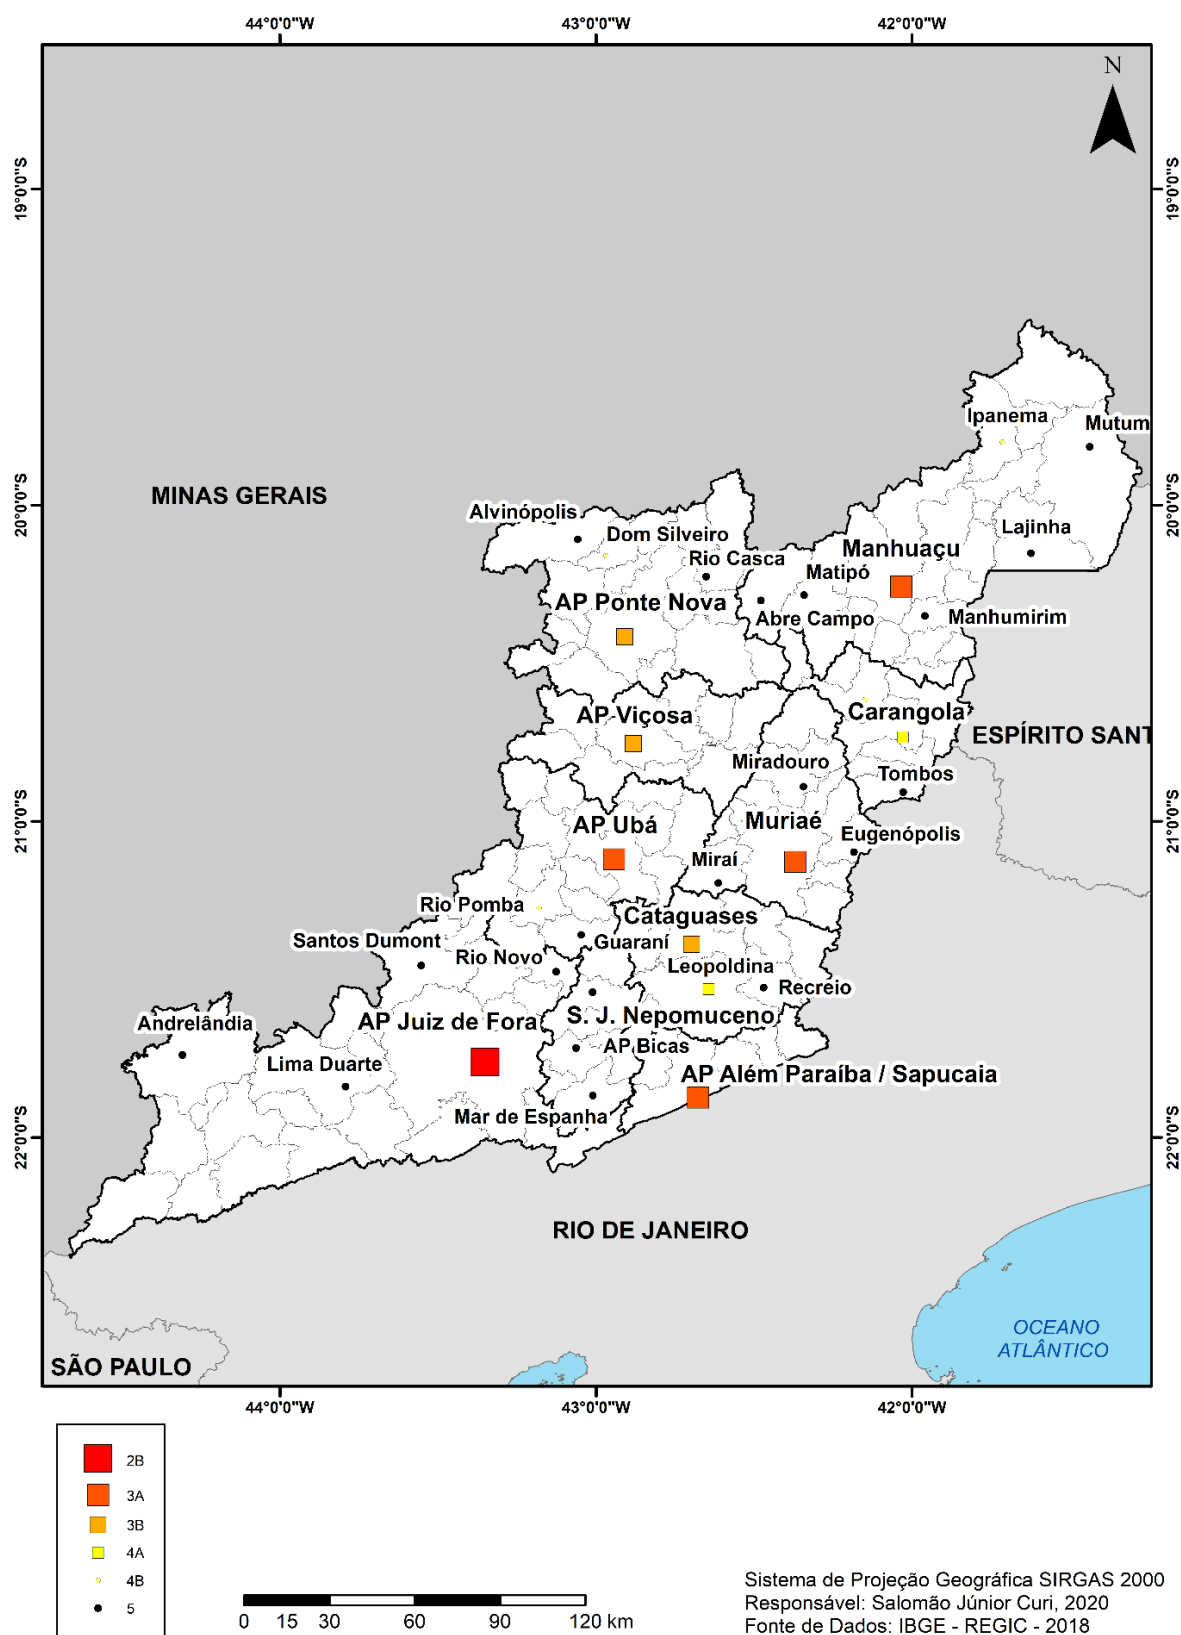 44°0'0"W
43°0'0"W
42°0'0"W
N
19°0'0"S
19°0'0"S
Ipanema
Mutum
MINAS GERAIS
20°0'0"S
20°0'0"S
Alvinópolis
Dom Silveiro
Lajinha
Rio Casca
Manhuaçu
Matipó
AP Ponte Nova
Abre Campo
Manhumirim
AP Viçosa
Carangola
ESPÍRITO SANT
Miradouro
Tombos
21°0'0"S
21°0'0"S
AP Ubá
Muriaé
Eugenópolis
Miraí
Rio Pomba
Cataguases
Santos Dumont
Guaraní
Rio Novo
Leopoldina
Recreio
Andrelândia
AP Juiz de Fora
S. J. Nepomuceno
AP Bicas
Lima Duarte
AP Além Paraíba / Sapucaia
Mar de Espanha
22°0'0"S
22°0'0"S
RIO DE JANEIRO
OCEANO
ATLÂNTICO
SÃO PAULO
44°0'0"W
43°0'0"W
42°0'0"W
2B
3A
3B
4A
4B
5
0 15 30 60 90 120 km
Sistema de Projeção Geográfica SIRGAS 2000
Responsável: Salomão Júnior Curi, 2020
Fonte de Dados: IBGE - REGIC - 2018